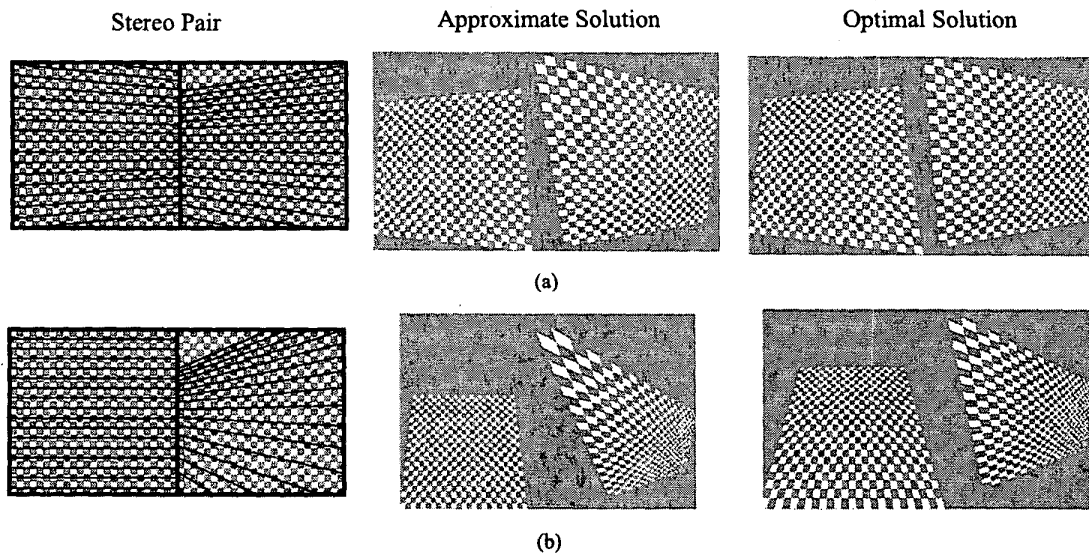 Stereo Pair
Approximate Solution
Optimal Solution
(a)
(b)